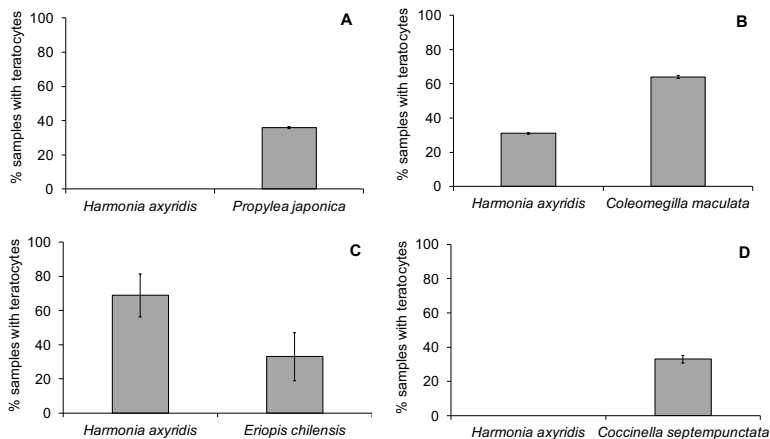 A
% samples with teratocytes
100
80
60
40
20
0
Harmonia axyridis Propylea japonica
B
% samples with teratocytes
100
80
60
40
20
0
Harmonia axyridis Coleomegilla maculata
C
% samples with teratocytes
100
80
60
40
20
0
Harmonia axyridis Eriopis chilensis
D
% samples with teratocytes
100
80
60
40
20
0
Harmonia axyridis Coccinella septempunctata